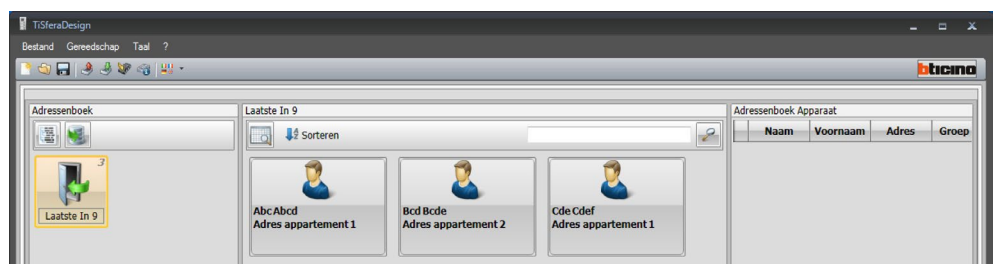 TiSferaDesign
Bestand Gereedschap Taal ?
bticino
Adressenboek
Laatste In 9
Adressenboek Apparaat
Sorteren
Naam Voornaam Adres Groep
3
Laatste In 9
Abc Abcd
Adres appartement 1
Bcd Bcde
Adres appartement 2
Cde Cdef
Adres appartement 1